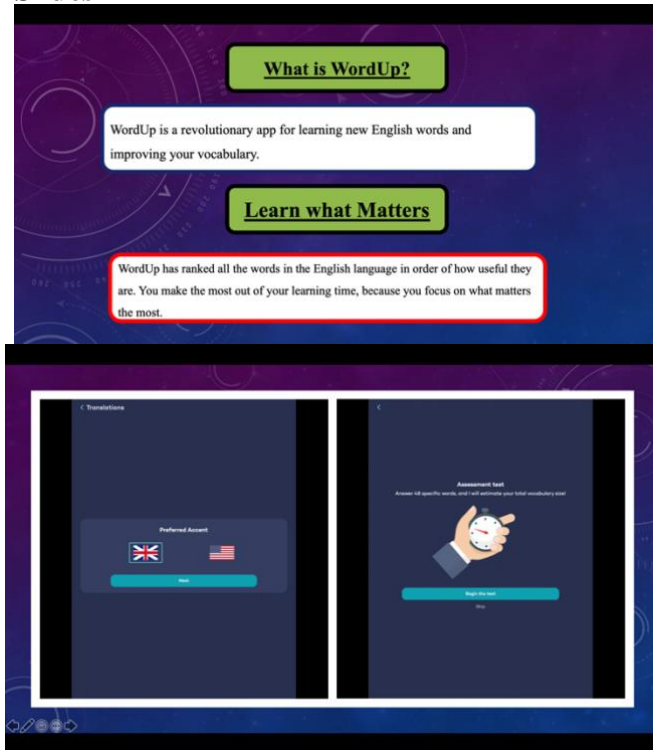 What is WordUp?
WordUp is a revolutionary app for learning new English words and
improving your vocabulary.
Learn what Matters
WordUp has ranked all the words in the English language in order of how useful they
are. You make the most out of your learning time, because you focus on what matters
the most.
< Translations
Preferred Accent
Next
Assessment test
Answer 48 specific words, and I will estimate your total vocabulary size!
Begin the test
Skip